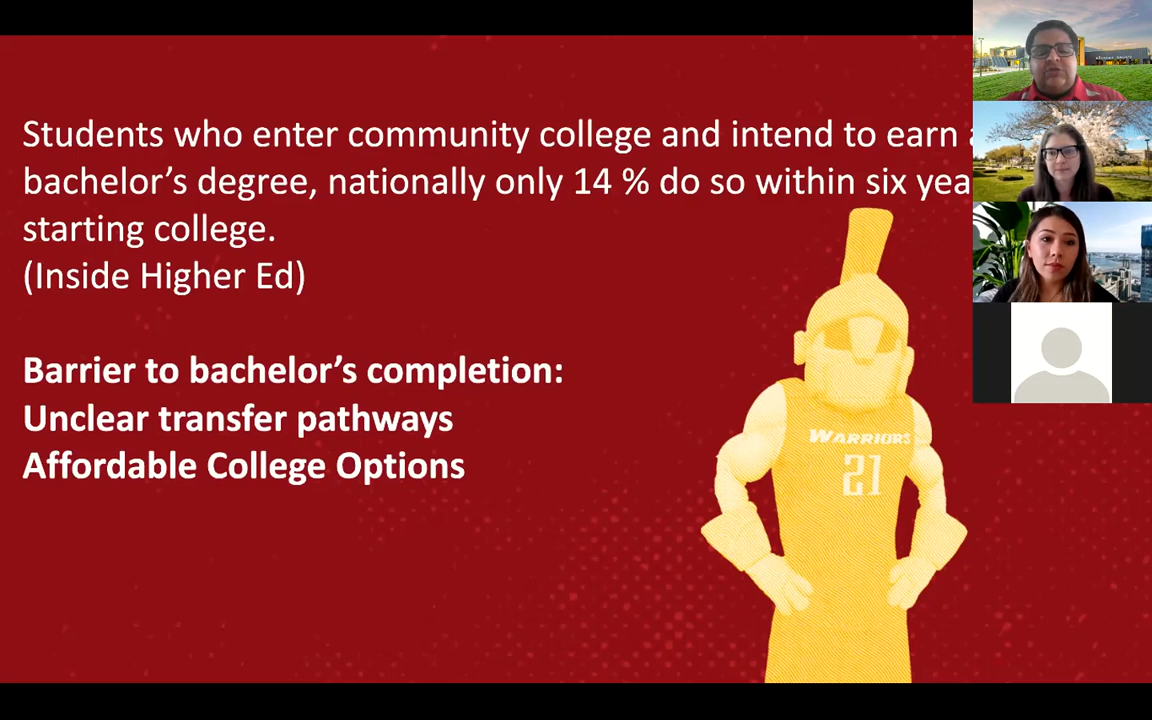 Students who enter community college and intend to earn
bachelor’s degree, nationally only 14 % do so within six
starting college.
(Inside Higher Ed)
Barrier to bachelor’s completion:
Unclear transfer pathways
Affordable College Options
WARRIORS
21